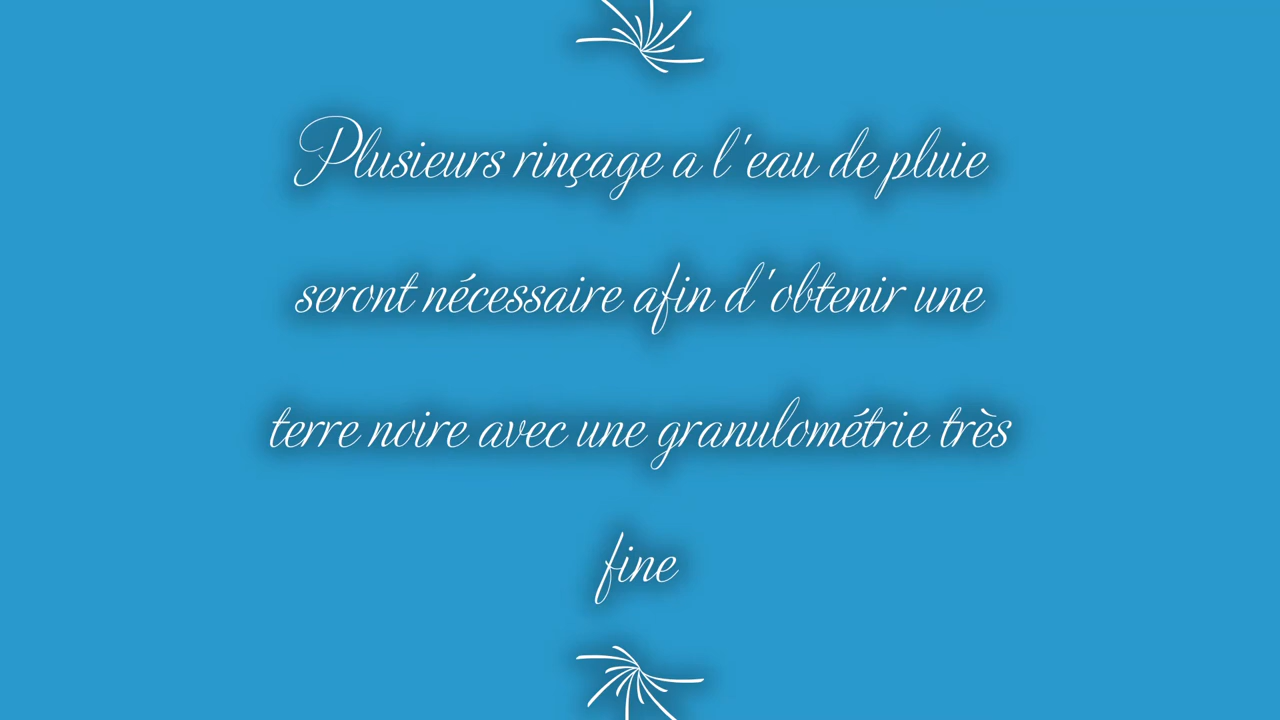 Plusieurs rinçage a l'eau de pluie
seront nécessaire afin d'obtenir une
terre noire avec une granulométrie très
fine